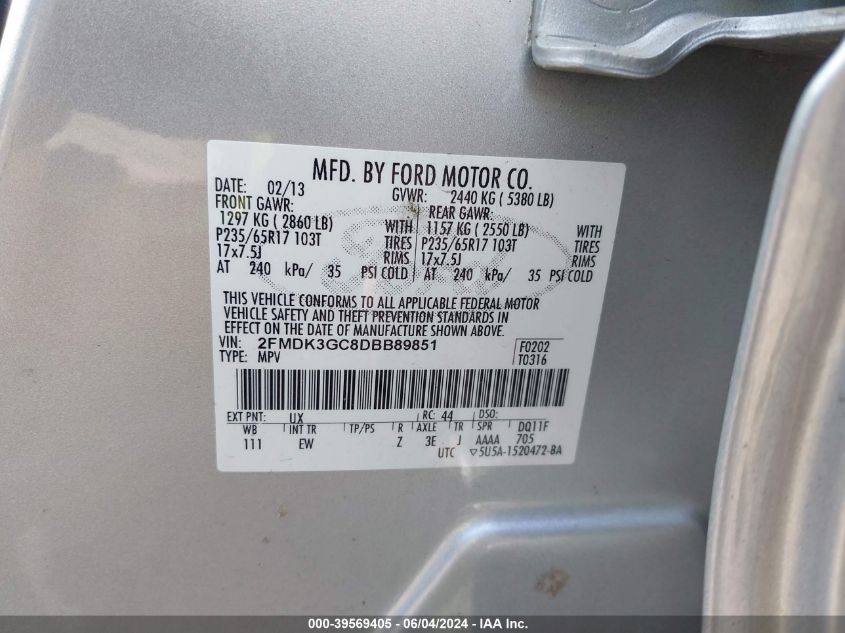 MFD. BY FORD MOTOR CO.
DATE: 02/13 GVWR: 2440 KG ( 5380 LB)
FRONT GAWR: REAR GAWR:
1297 KG ( 2860 LB) WITH 1157 KG ( 2550 LB) WITH
P235/65R17 103T TIRES P235/65R17 103T TIRES
17x7.5J RIMS 17x7.5J RIMS
AT 240 kPa/ 35 PSI COLD AT 240 kPa/ 35 PSI COLD
THIS VEHICLE CONFORMS TO ALL APPLICABLE FEDERAL MOTOR
VEHICLE SAFETY AND THEFT PREVENTION STANDARDS IN
EFFECT ON THE DATE OF MANUFACTURE SHOWN ABOVE.
VIN: 2FMDK3GC8DBB89851 F0202
TYPE: MPV T0316
EXT PNT: UX RC: 44 DSO:
WB INT TR TP/PS R AXLE TR SPR DQ11F
111 EW Z 3E J AAAA 705
UTC ▽5U5A-1520472-BA
000-39569405 - 06/04/2024 - IAA Inc.